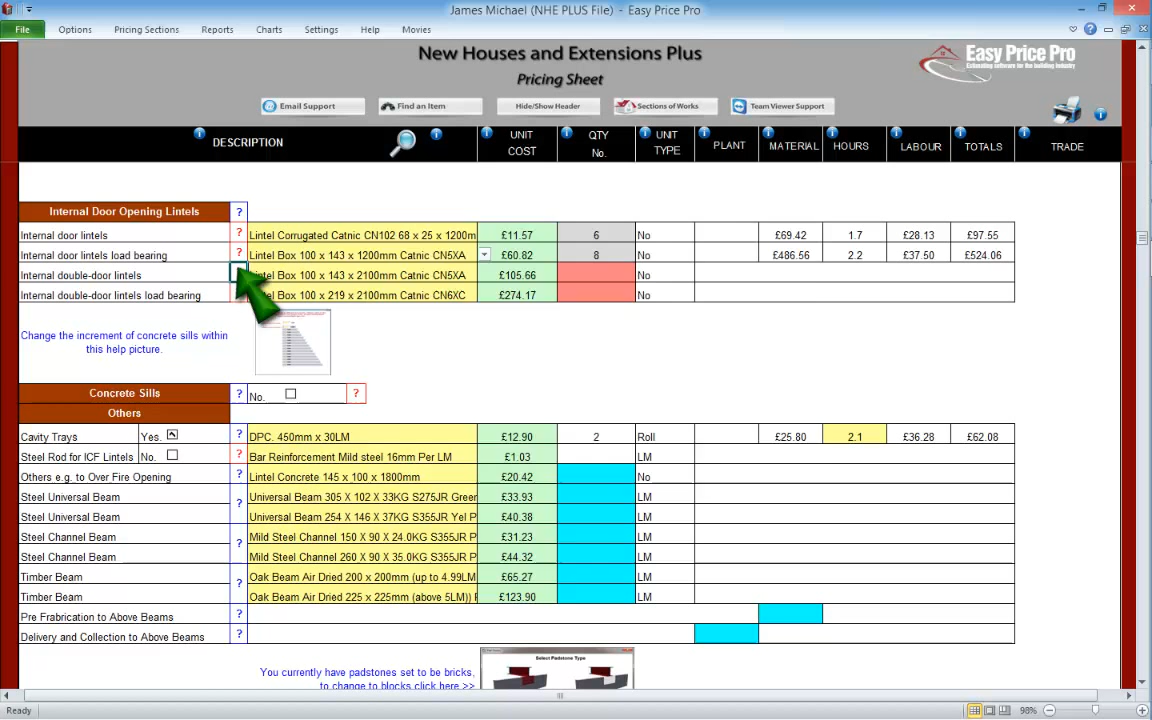 James Michael (NHE PLUS File) - Easy Price Pro
File Options Pricing Sections Reports Charts Settings Help Movies
New Houses and Extensions Plus
Pricing Sheet
Easy Price Pro
Estimating software for the building industry
Email Support Find an Item Hide/Show Header Sections of Works Team Viewer Support
DESCRIPTION UNIT COST QTY No. UNIT TYPE PLANT MATERIAL HOURS LABOUR TOTALS TRADE
Internal Door Opening Lintels ?
Internal door lintels ? Lintel Corrugated Catnic CN102 68 x 25 x 1200m £11.57 6 No £69.42 1.7 £28.13 £97.55
Internal door lintels load bearing ? Lintel Box 100 x 143 x 1200mm Catnic CN5XA £60.82 8 No £486.56 2.2 £37.50 £524.06
Internal double-door lintels Lintel Box 100 x 143 x 2100mm Catnic CN5XA £105.66 No
Internal double-door lintels load bearing Box 100 x 219 x 2100mm Catnic CN6XC £274.17 No
Change the increment of concrete sills within
this help picture.
Concrete Sills ? No. ?
Others
Cavity Trays Yes. ? DPC. 450mm x 30LM £12.90 2 Roll £25.80 2.1 £36.28 £62.08
Steel Rod for ICF Lintels No. ? Bar Reinforcement Mild steel 16mm Per LM £1.03 LM
Others e.g. to Over Fire Opening ? Lintel Concrete 145 x 100 x 1800mm £20.42 No
Steel Universal Beam ? Universal Beam 305 X 102 X 33KG S275JR Green £33.93 LM
Steel Universal Beam Universal Beam 254 X 146 X 37KG S355JR Yel P £40.38 LM
Steel Channel Beam ? Mild Steel Channel 150 X 90 X 24.0KG S355JR P £31.23 LM
Steel Channel Beam Mild Steel Channel 260 X 90 X 35.0KG S355JR P £44.32 LM
Timber Beam ? Oak Beam Air Dried 200 x 200mm (up to 4.99LM £65.27 LM
Timber Beam Oak Beam Air Dried 225 x 225mm (above 5LM)) £123.90 LM
Pre Frabrication to Above Beams ?
Delivery and Collection to Above Beams ?
You currently have padstones set to be bricks,
to change to blocks click here >>
Select Padstone Type
Ready 98%